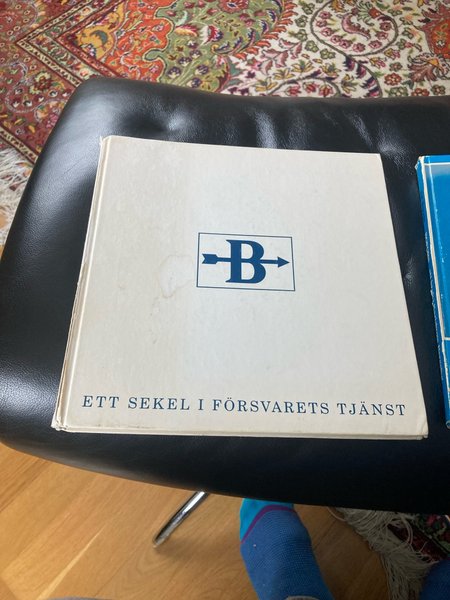 B
ETT SEKEL I FÖRSVARETS TJÄNST